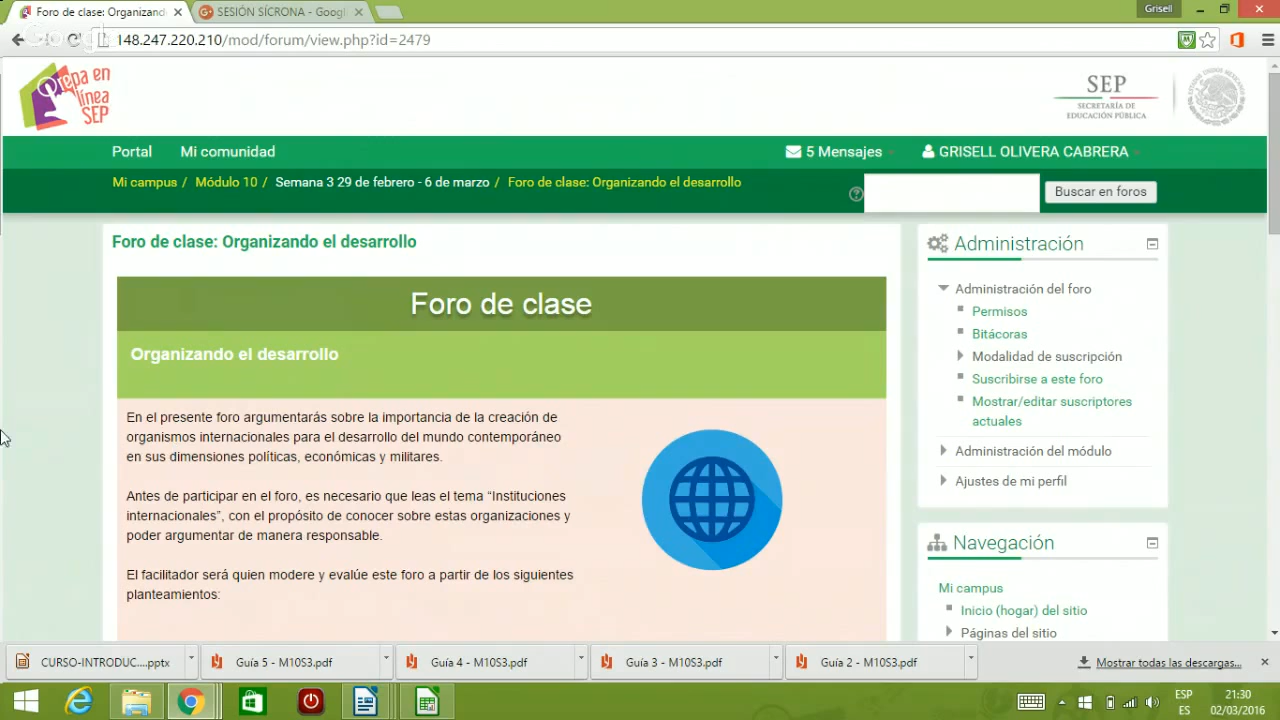 Foro de clase: Organizand
SESIÓN SÍCRONA - Googl
Grisell
148.247.220.210/mod/forum/view.php?id=2479
Prepa en
línea
SEP
SEP
SECRETARÍA DE
EDUCACIÓN PÚBLICA
Portal
Mi comunidad
5 Mensajes
GRISELL OLIVERA CABRERA
Mi campus / Módulo 10 / Semana 3 29 de febrero - 6 de marzo / Foro de clase: Organizando el desarrollo
Buscar en foros
Foro de clase: Organizando el desarrollo
Foro de clase
Organizando el desarrollo
En el presente foro argumentarás sobre la importancia de la creación de
organismos internacionales para el desarrollo del mundo contemporáneo
en sus dimensiones políticas, económicas y militares.
Antes de participar en el foro, es necesario que leas el tema “Instituciones
internacionales”, con el propósito de conocer sobre estas organizaciones y
poder argumentar de manera responsable.
El facilitador será quien modere y evalúe este foro a partir de los siguientes
planteamientos:
Administración
Administración del foro
Permisos
Bitácoras
Modalidad de suscripción
Suscribirse a este foro
Mostrar/editar suscriptores
actuales
Administración del módulo
Ajustes de mi perfil
Navegación
Mi campus
Inicio (hogar) del sitio
Páginas del sitio
CURSO-INTRODUC....pptx
Guía 5 - M10S3.pdf
Guía 4 - M10S3.pdf
Guía 3 - M10S3.pdf
Guía 2 - M10S3.pdf
Mostrar todas las descargas...
ESP
ES
21:30
02/03/2016